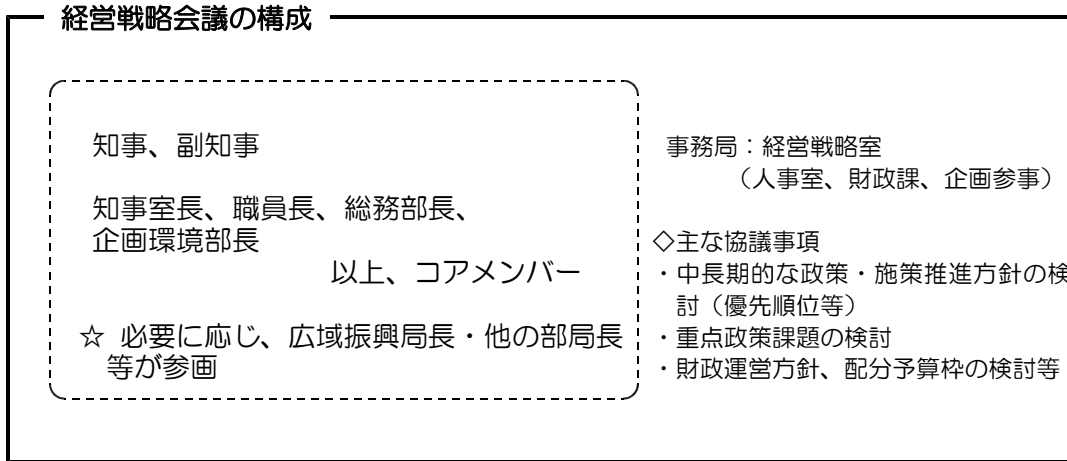 経営戦略会議の構成
知事、副知事
知事室長、職員長、総務部長、
企画環境部長
以上、コアメンバー
☆ 必要に応じ、広域振興局長・他の部局長
等が参画
事務局：経営戦略室
（人事室、財政課、企画参事）
◇主な協議事項
・中長期的な政策・施策推進方針の検
討（優先順位等）
・重点政策課題の検討
・財政運営方針、配分予算枠の検討等